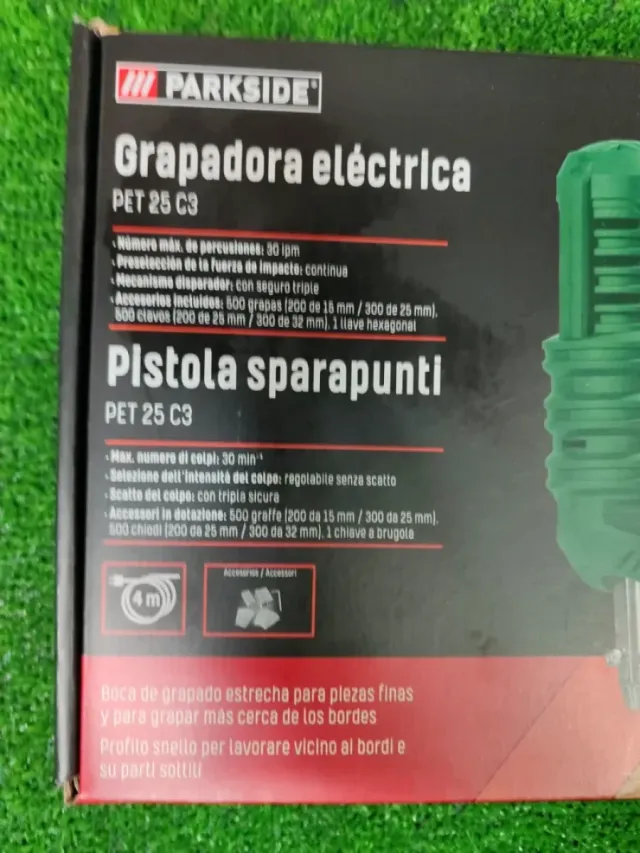 PARKSIDE®
Grapadora eléctrica
PET 25 C3
· Número máx. de percusiones: 30 ipm
· Preselección de la fuerza de impacto: continua
· Mecanismo disparador: con seguro triple
· Accesorios incluidos: 500 grapas (200 de 15 mm / 300 de 25 mm),
500 clavos (200 de 25 mm / 300 de 32 mm), 1 llave hexagonal
Pistola sparapunti
PET 25 C3
· Max. numero di colpi: 30 min⁻¹
· Selezione dell'intensità del colpo: regolabile senza scatto
· Scatto del colpo: con tripla sicura
· Accessori in dotazione: 500 graffe (200 da 15 mm / 300 da 25 mm),
500 chiodi (200 da 25 mm / 300 da 32 mm), 1 chiave a brugola
4 m
Accesorios / Accessori
Boca de grapado estrecha para piezas finas
y para grapar más cerca de los bordes
Profilo snello per lavorare vicino ai bordi e
su parti sottili